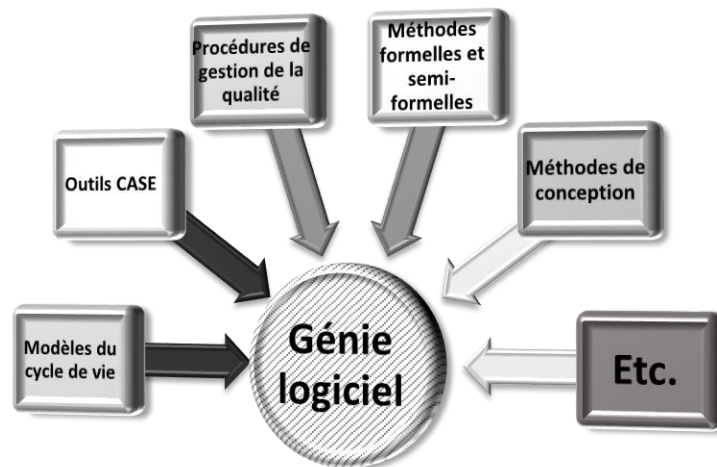 Procédures de
gestion de la
qualité
Méthodes
formelles et
semi-
formelles
Outils CASE
Méthodes de
conception
Modèles du
cycle de vie
Génie
logiciel
Etc.